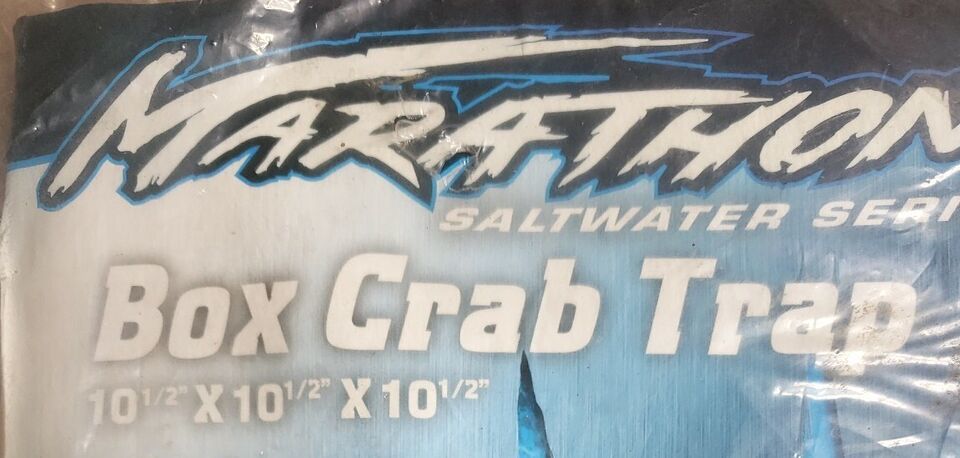 MARATHON
SALTWATER SERI
Box Crab Trap
10 1/2" X 10 1/2" X 10 1/2"